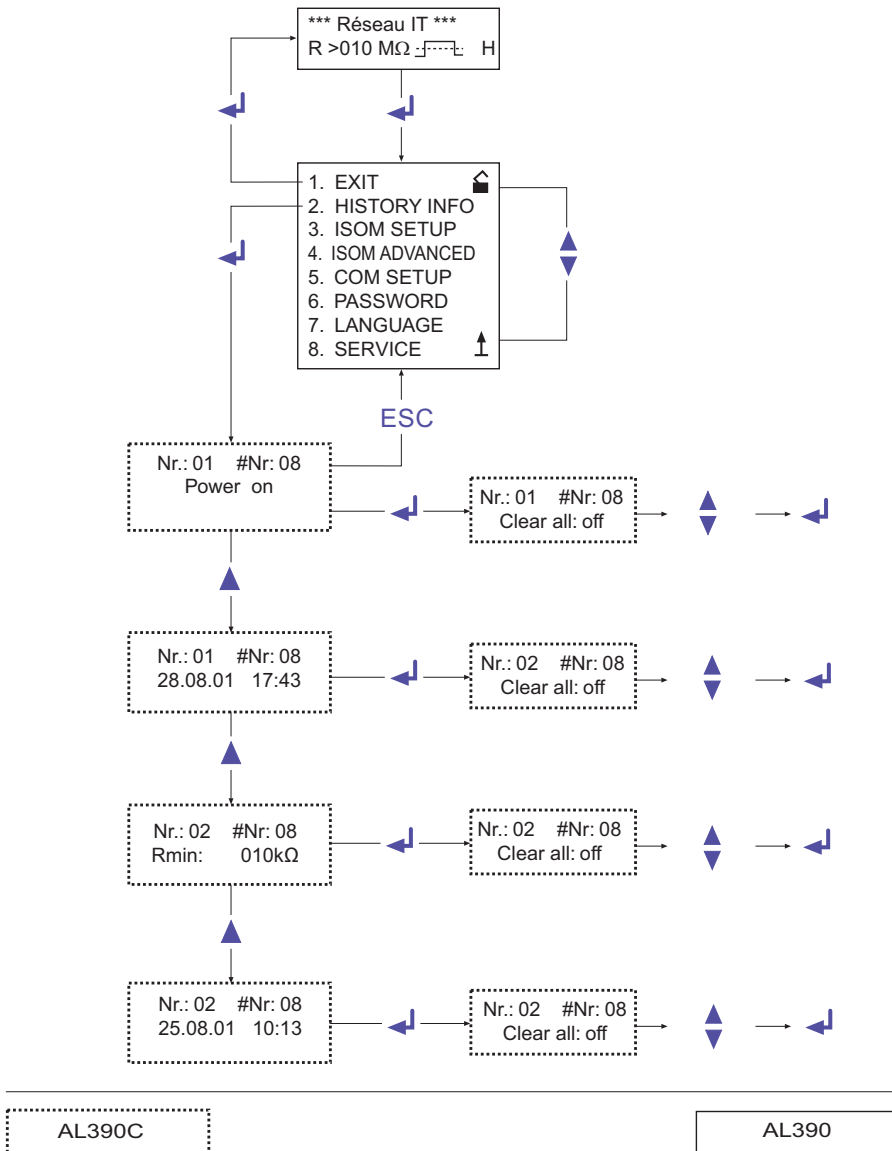 *** Réseau IT ***
R >010 MΩ H
1. EXIT
2. HISTORY INFO
3. ISOM SETUP
4. ISOM ADVANCED
5. COM SETUP
6. PASSWORD
7. LANGUAGE
8. SERVICE
ESC
Nr.: 01 #Nr: 08
Power on
Nr.: 01 #Nr: 08
Clear all: off
Nr.: 01 #Nr: 08
28.08.01 17:43
Nr.: 02 #Nr: 08
Clear all: off
Nr.: 02 #Nr: 08
Rmin: 010kΩ
Nr.: 02 #Nr: 08
Clear all: off
Nr.: 02 #Nr: 08
25.08.01 10:13
Nr.: 02 #Nr: 08
Clear all: off
AL390C
AL390